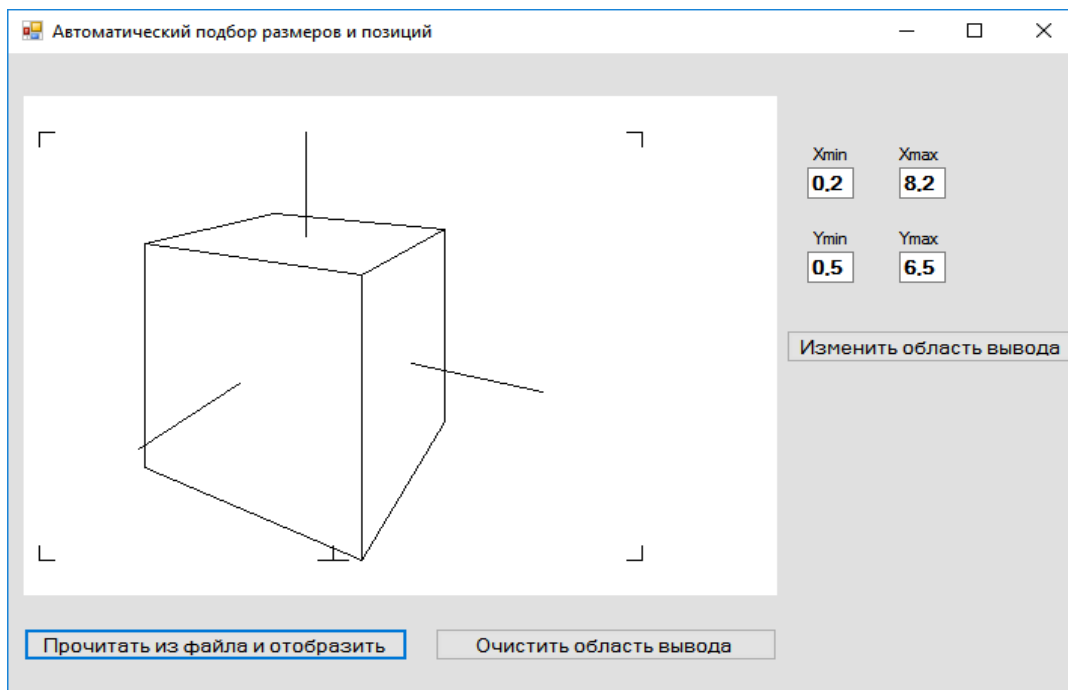 Автоматический подбор размеров и позиций
Xmin Xmax
0.2 8.2
Ymin Ymax
0.5 6.5
Изменить область вывода
Прочитать из файла и отобразить
Очистить область вывода